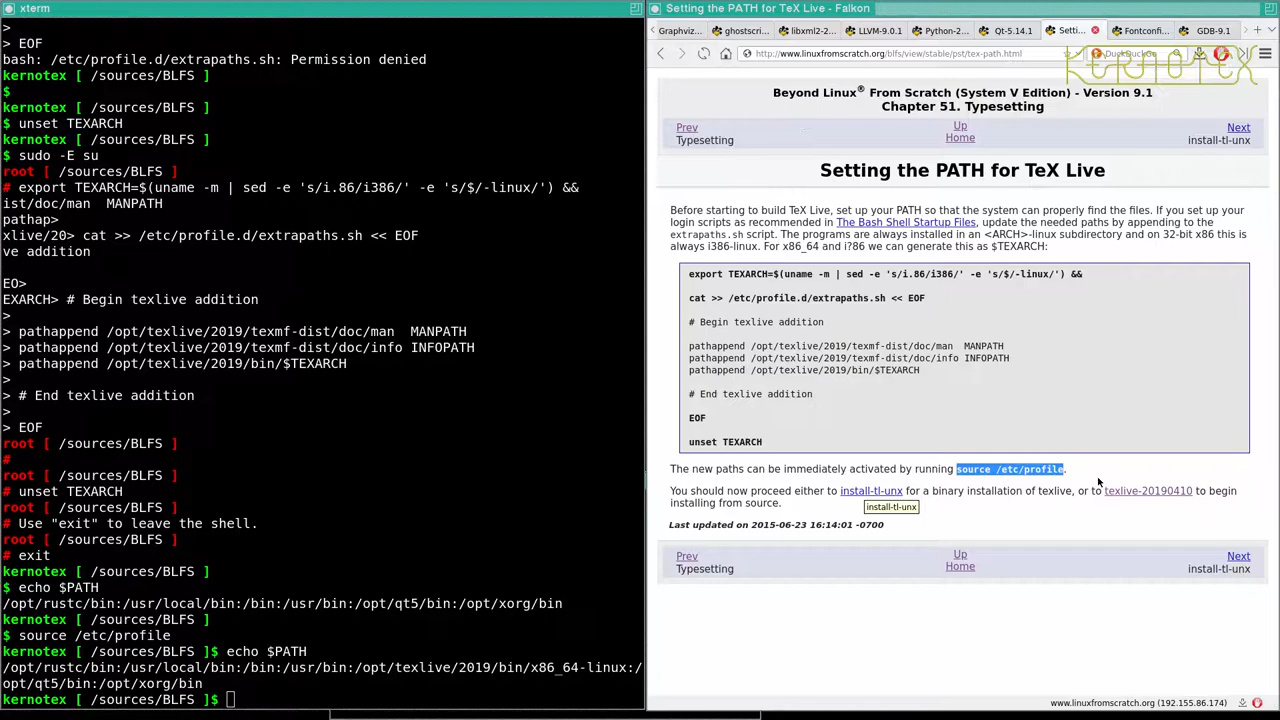 xterm
>
> EOF
bash: /etc/profile.d/extrapaths.sh: Permission denied
kernotex [ /sources/BLFS ]
$
kernotex [ /sources/BLFS ]
$ unset TEXARCH
kernotex [ /sources/BLFS ]
$ sudo -E su
root [ /sources/BLFS ]
# export TEXARCH=$(uname -m | sed -e 's/i.86/i386/' -e 's/$/-linux/') &&
ist/doc/man  MANPATH
pathap>
xlive/20> cat >> /etc/profile.d/extrapaths.sh << EOF
ve addition
EO>
EXARCH> # Begin texlive addition
>
> pathappend /opt/texlive/2019/texmf-dist/doc/man  MANPATH
> pathappend /opt/texlive/2019/texmf-dist/doc/info INFOPATH
> pathappend /opt/texlive/2019/bin/$TEXARCH
>
> # End texlive addition
>
> EOF
root [ /sources/BLFS ]
#
root [ /sources/BLFS ]
# unset TEXARCH
root [ /sources/BLFS ]
# Use "exit" to leave the shell.
root [ /sources/BLFS ]
# exit
kernotex [ /sources/BLFS ]
$ echo $PATH
/opt/rustc/bin:/usr/local/bin:/bin:/usr/bin:/opt/qt5/bin:/opt/xorg/bin
kernotex [ /sources/BLFS ]
$ source /etc/profile
kernotex [ /sources/BLFS ]$ echo $PATH
/opt/rustc/bin:/usr/local/bin:/bin:/usr/bin:/opt/texlive/2019/bin/x86_64-linux:/
opt/qt5/bin:/opt/xorg/bin
kernotex [ /sources/BLFS ]$
Setting the PATH for TeX Live - Falkon
Graphviz... ghostscrip... libxml2-2... LLVM-9.0.1 Python-2... Qt-5.14.1 Setti... Fontconfi... GDB-9.1
http://www.linuxfromscratch.org/blfs/view/stable/pst/tex-path.html DuckDuckGo
KERNOTEX
Beyond Linux® From Scratch (System V Edition) - Version 9.1
Chapter 51. Typesetting
Prev Up Next
Typesetting Home install-tl-unx
Setting the PATH for TeX Live
Before starting to build TeX Live, set up your PATH so that the system can properly find the files. If you set up your
login scripts as recommended in The Bash Shell Startup Files, update the needed paths by appending to the
extrapaths.sh script. The programs are always installed in an <ARCH>-linux subdirectory and on 32-bit x86 this is
always i386-linux. For x86_64 and i?86 we can generate this as $TEXARCH:
export TEXARCH=$(uname -m | sed -e 's/i.86/i386/' -e 's/$/-linux/') &&
cat >> /etc/profile.d/extrapaths.sh << EOF
# Begin texlive addition
pathappend /opt/texlive/2019/texmf-dist/doc/man  MANPATH
pathappend /opt/texlive/2019/texmf-dist/doc/info INFOPATH
pathappend /opt/texlive/2019/bin/$TEXARCH
# End texlive addition
EOF
unset TEXARCH
The new paths can be immediately activated by running source /etc/profile.
You should now proceed either to install-tl-unx for a binary installation of texlive, or to texlive-20190410 to begin
installing from source.
install-tl-unx
Last updated on 2015-06-23 16:14:01 -0700
Prev Up Next
Typesetting Home install-tl-unx
www.linuxfromscratch.org (192.155.86.174)